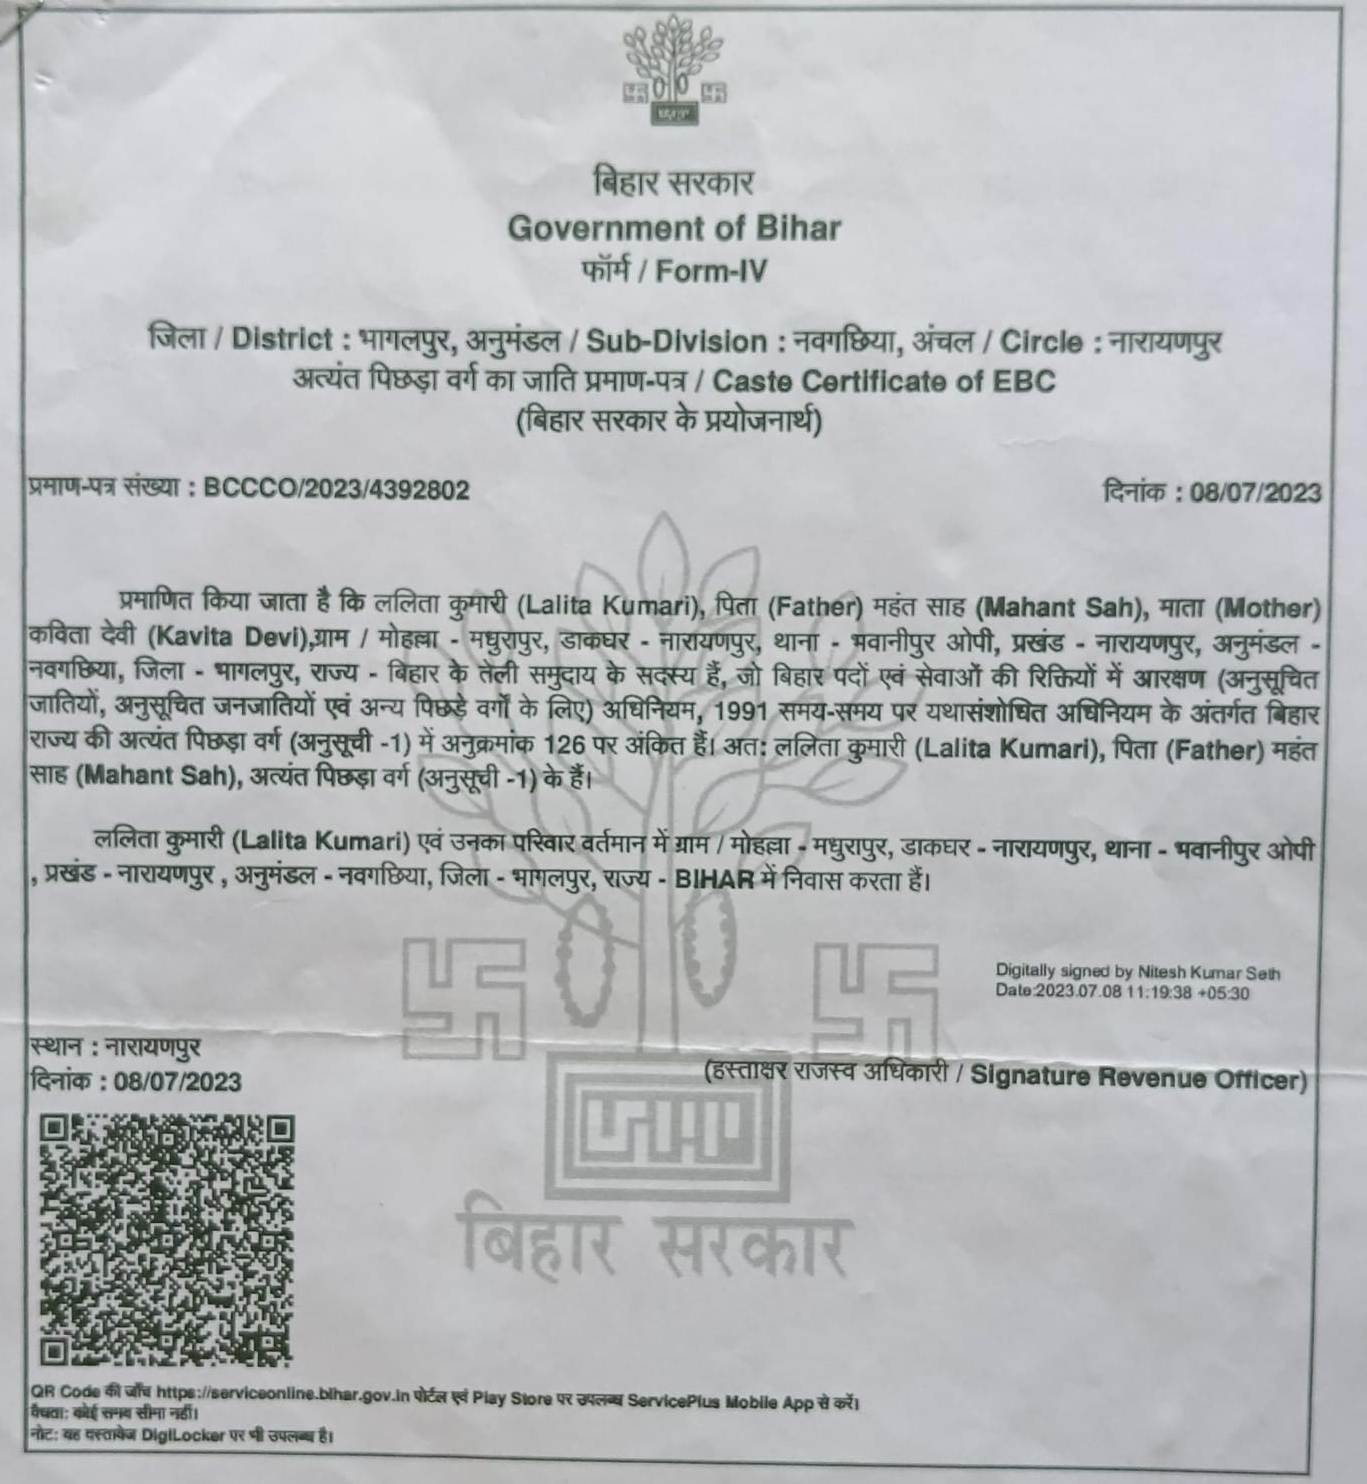 बिहार सरकार
Government of Bihar
फॉर्म / Form-IV
जिला / District : भागलपुर, अनुमंडल / Sub-Division : नवगछिया, अंचल / Circle : नारायणपुर
अत्यंत पिछड़ा वर्ग का जाति प्रमाण-पत्र / Caste Certificate of EBC
(बिहार सरकार के प्रयोजनार्थ)
प्रमाण-पत्र संख्या : BCCCO/2023/4392802
दिनांक : 08/07/2023
प्रमाणित किया जाता है कि ललिता कुमारी (Lalita Kumari), पिता (Father) महंत साह (Mahant Sah), माता (Mother)
कविता देवी (Kavita Devi),ग्राम / मोहल्ला - मधुरापुर, डाकघर - नारायणपुर, थाना - भवानीपुर ओपी, प्रखंड - नारायणपुर, अनुमंडल -
नवगछिया, जिला - भागलपुर, राज्य - बिहार के तेली समुदाय के सदस्य हैं, जो बिहार पदों एवं सेवाओं की रिक्तियों में आरक्षण (अनुसूचित
जातियों, अनुसूचित जनजातियों एवं अन्य पिछड़े वर्गों के लिए) अधिनियम, 1991 समय-समय पर यथासंशोधित अधिनियम के अंतर्गत बिहार
राज्य की अत्यंत पिछड़ा वर्ग (अनुसूची -1) में अनुक्रमांक 126 पर अंकित हैं। अत: ललिता कुमारी (Lalita Kumari), पिता (Father) महंत
साह (Mahant Sah), अत्यंत पिछड़ा वर्ग (अनुसूची -1) के हैं।
ललिता कुमारी (Lalita Kumari) एवं उनका परिवार वर्तमान में ग्राम / मोहल्ला - मधुरापुर, डाकघर - नारायणपुर, थाना - भवानीपुर ओपी
, प्रखंड - नारायणपुर , अनुमंडल - नवगछिया, जिला - भागलपुर, राज्य - BIHAR में निवास करता हैं।
Digitally signed by Nitesh Kumar Seth
Date:2023.07.08 11:19:38 +05:30
स्थान : नारायणपुर
दिनांक : 08/07/2023
(हस्ताक्षर राजस्व अधिकारी / Signature Revenue Officer)
बिहार सरकार
QR Code की जाँच https://serviceonline.bihar.gov.in पोर्टल एवं Play Store पर उपलब्ध ServicePlus Mobile App से करें।
वैधता: कोई समय सीमा नहीं।
नोट: यह दस्तावेज DigiLocker पर भी उपलब्ध है।